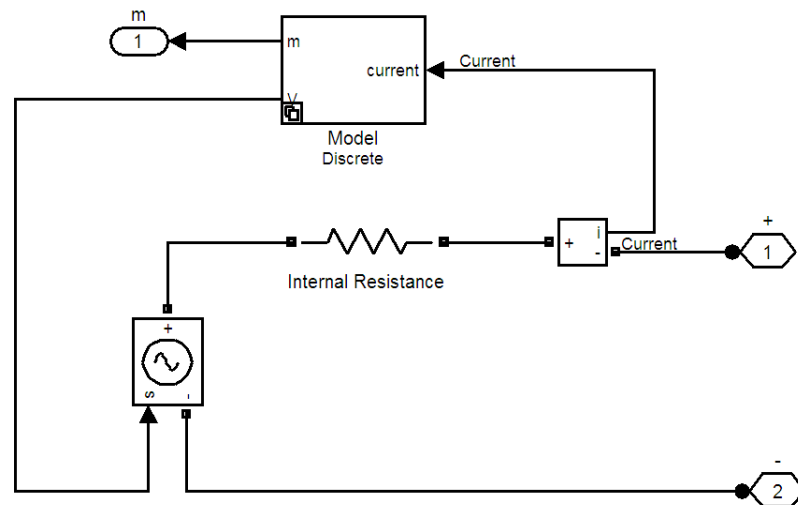 m
1
m
current
Current
V
Model
Discrete
+
+
i
-
Current
1
Internal Resistance
+
s
-
-
2